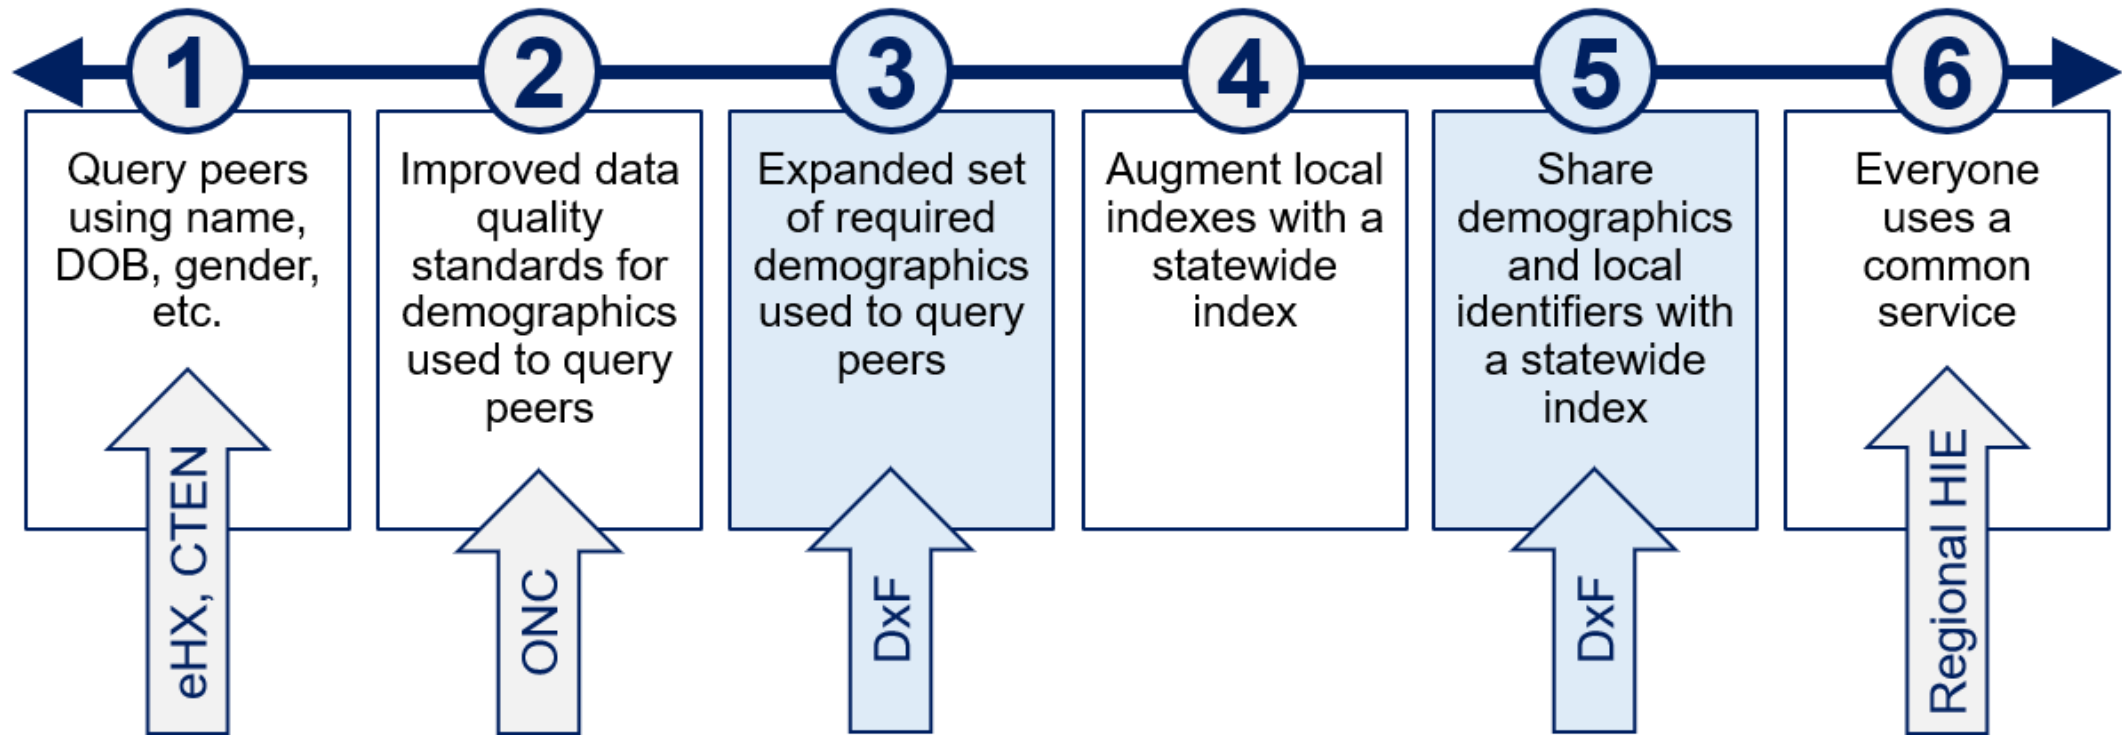 1
Query peers
using name,
DOB, gender,
etc.
eHX, CTEN
2
Improved data
quality
standards for
demographics
used to query
peers
ONC
3
Expanded set
of required
demographics
used to query
peers
DxF
4
Augment local
indexes with a
statewide
index
5
Share
demographics
and local
identifiers with
a statewide
index
DxF
6
Everyone
uses a
common
service
Regional HIE